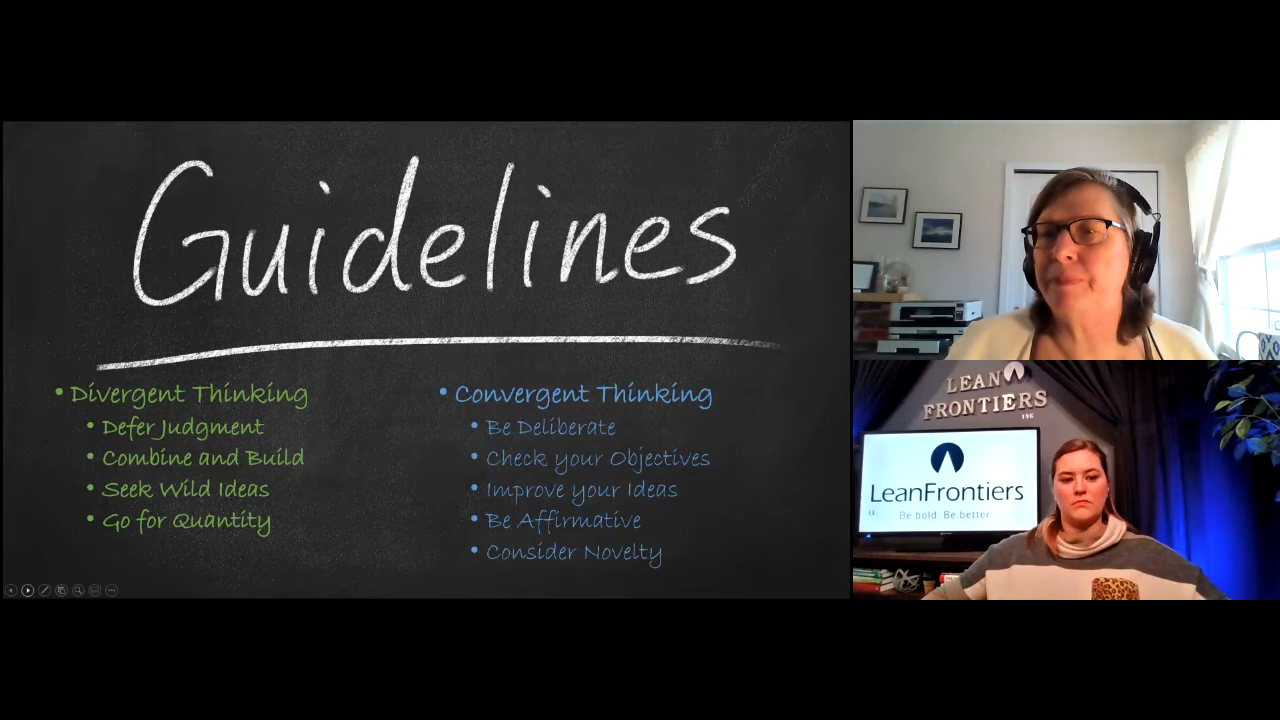 Guidelines
• Divergent Thinking
• Defer Judgment
• Combine and Build
• Seek Wild Ideas
• Go for Quantity
• Convergent Thinking
• Be Deliberate
• Check your Objectives
• Improve your Ideas
• Be Affirmative
• Consider Novelty
LEAN
FRONTIERS
LeanFrontiers
Be bold. Be better.